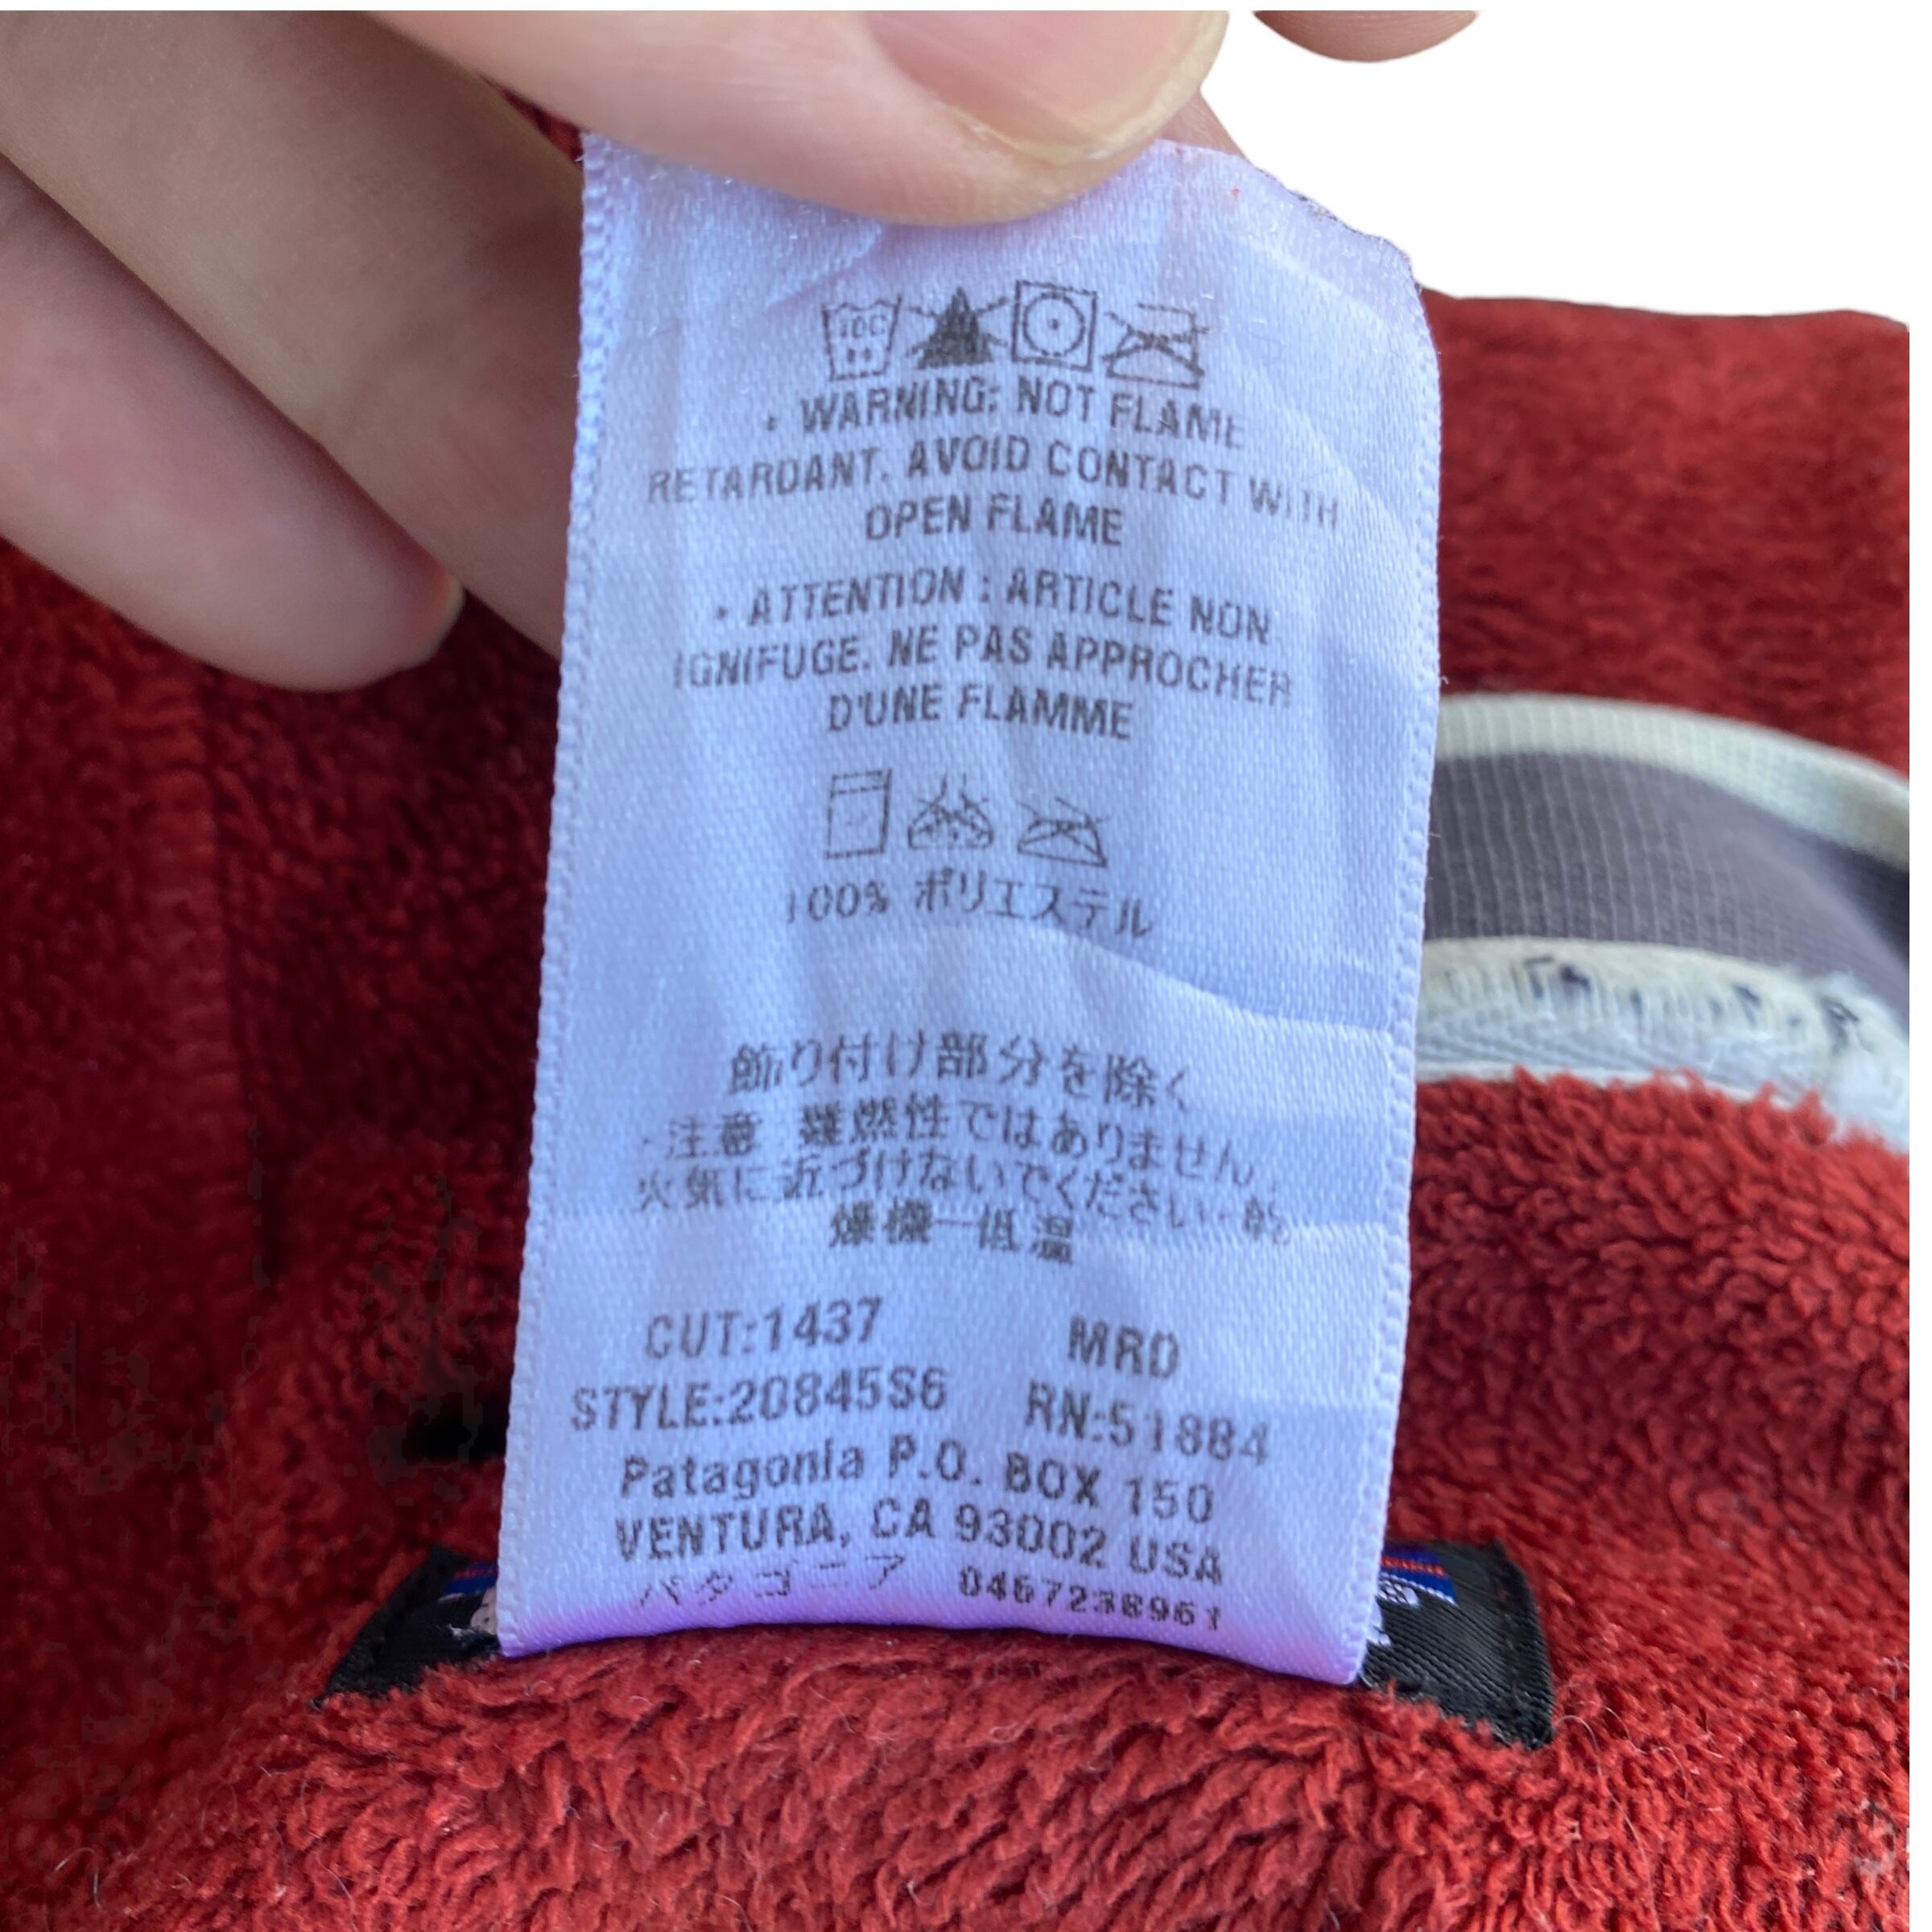 • WARNING: NOT FLAME
RETARDANT. AVOID CONTACT WITH
OPEN FLAME
• ATTENTION : ARTICLE NON
IGNIFUGE. NE PAS APPROCHER
D'UNE FLAMME
100% ポリエステル
飾り付け部分を除く
・注意 難燃性ではありません。
火気に近づけないでください・乾
燥機ー低温
CUT:1437 MRD
STYLE:20845S6 RN:51884
Patagonia P.O. BOX 150
VENTURA, CA 93002 USA
パタゴニア 0467238961